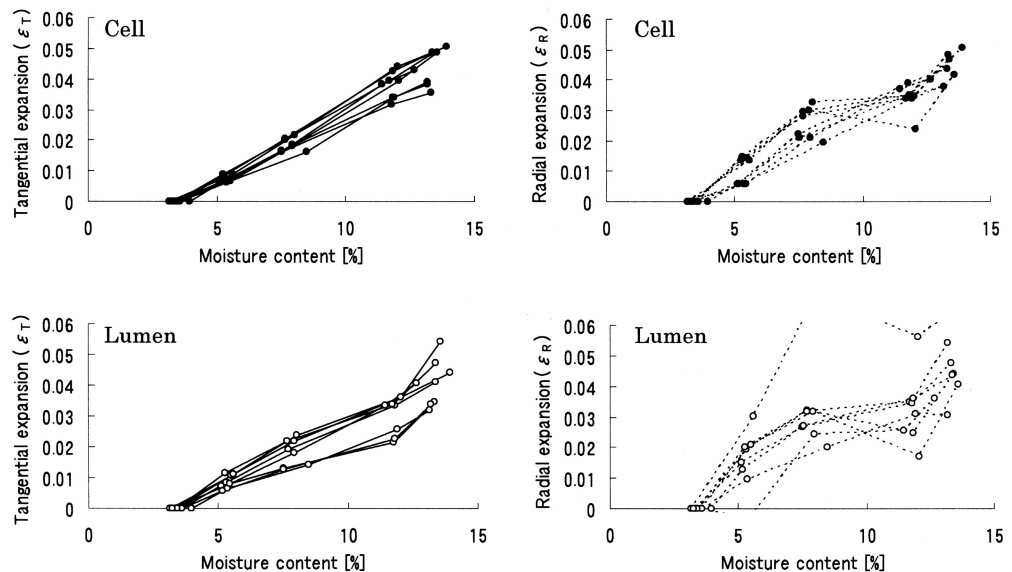 Cell
Tangential expansion (εT)
0.06
0.05
0.04
0.03
0.02
0.01
0
0 5 10 15
Moisture content [%]
Cell
Radial expansion (εR)
0.06
0.05
0.04
0.03
0.02
0.01
0
0 5 10 15
Moisture content [%]
Lumen
Tangential expansion (εT)
0.06
0.05
0.04
0.03
0.02
0.01
0
0 5 10 15
Moisture content [%]
Lumen
Radial expansion (εR)
0.06
0.05
0.04
0.03
0.02
0.01
0
0 5 10 15
Moisture content [%]